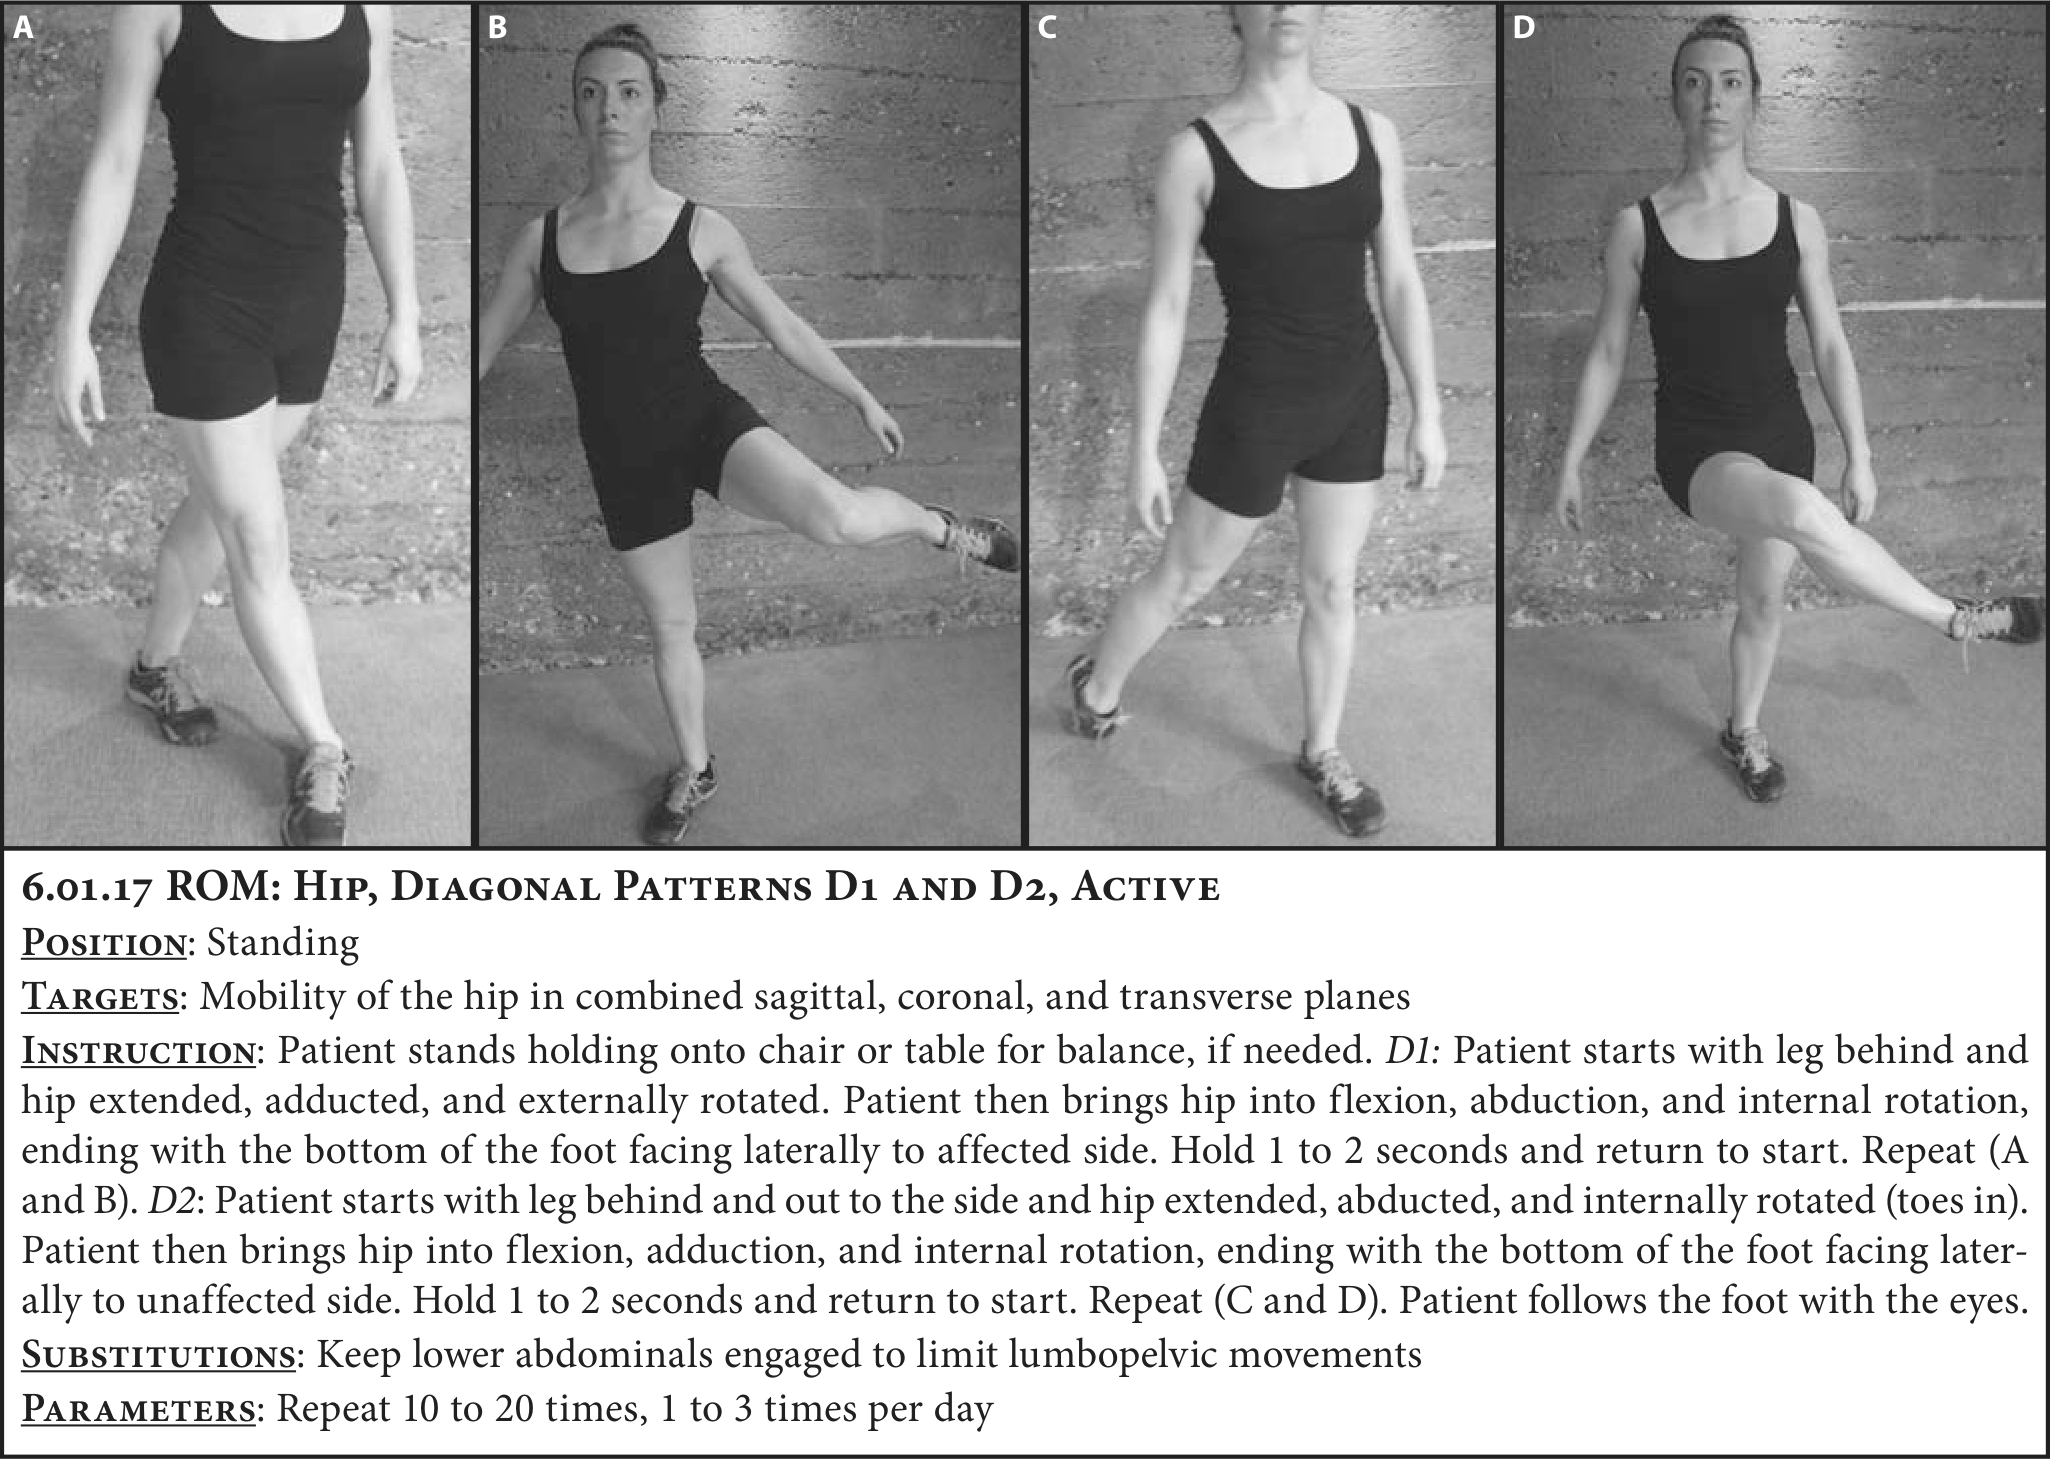 A B C D
6.01.17 ROM: Hip, Diagonal Patterns D1 and D2, Active
Position: Standing
Targets: Mobility of the hip in combined sagittal, coronal, and transverse planes
Instruction: Patient stands holding onto chair or table for balance, if needed. D1: Patient starts with leg behind and
hip extended, adducted, and externally rotated. Patient then brings hip into flexion, abduction, and internal rotation,
ending with the bottom of the foot facing laterally to affected side. Hold 1 to 2 seconds and return to start. Repeat (A
and B). D2: Patient starts with leg behind and out to the side and hip extended, abducted, and internally rotated (toes in).
Patient then brings hip into flexion, adduction, and internal rotation, ending with the bottom of the foot facing later-
ally to unaffected side. Hold 1 to 2 seconds and return to start. Repeat (C and D). Patient follows the foot with the eyes.
Substitutions: Keep lower abdominals engaged to limit lumbopelvic movements
Parameters: Repeat 10 to 20 times, 1 to 3 times per day